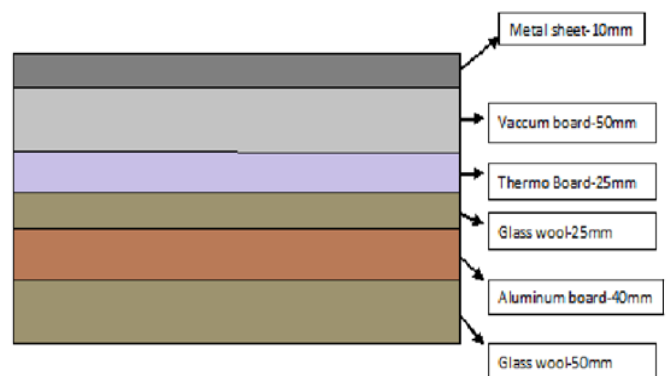 Metal sheet-10mm
Vaccum board-50mm
Thermo Board-25mm
Glass wool-25mm
Aluminum board-40mm
Glass wool-50mm